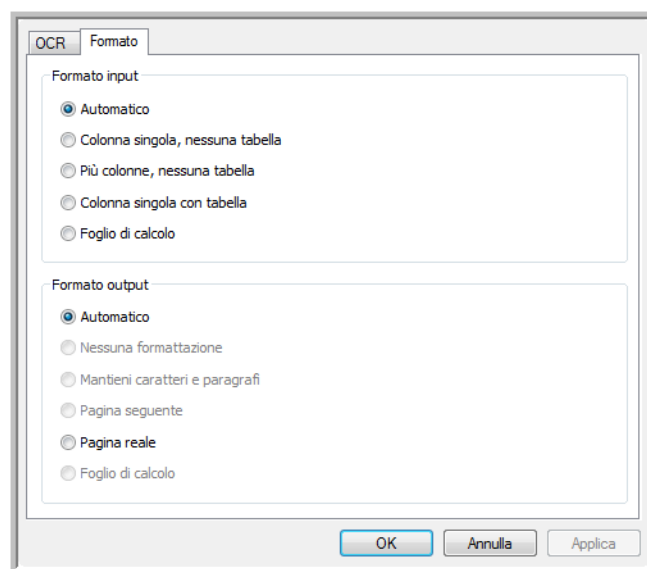 OCR Formato
Formato input
Automatico
Colonna singola, nessuna tabella
Più colonne, nessuna tabella
Colonna singola con tabella
Foglio di calcolo
Formato output
Automatico
Nessuna formattazione
Mantieni caratteri e paragrafi
Pagina seguente
Pagina reale
Foglio di calcolo
OK Annulla Applica